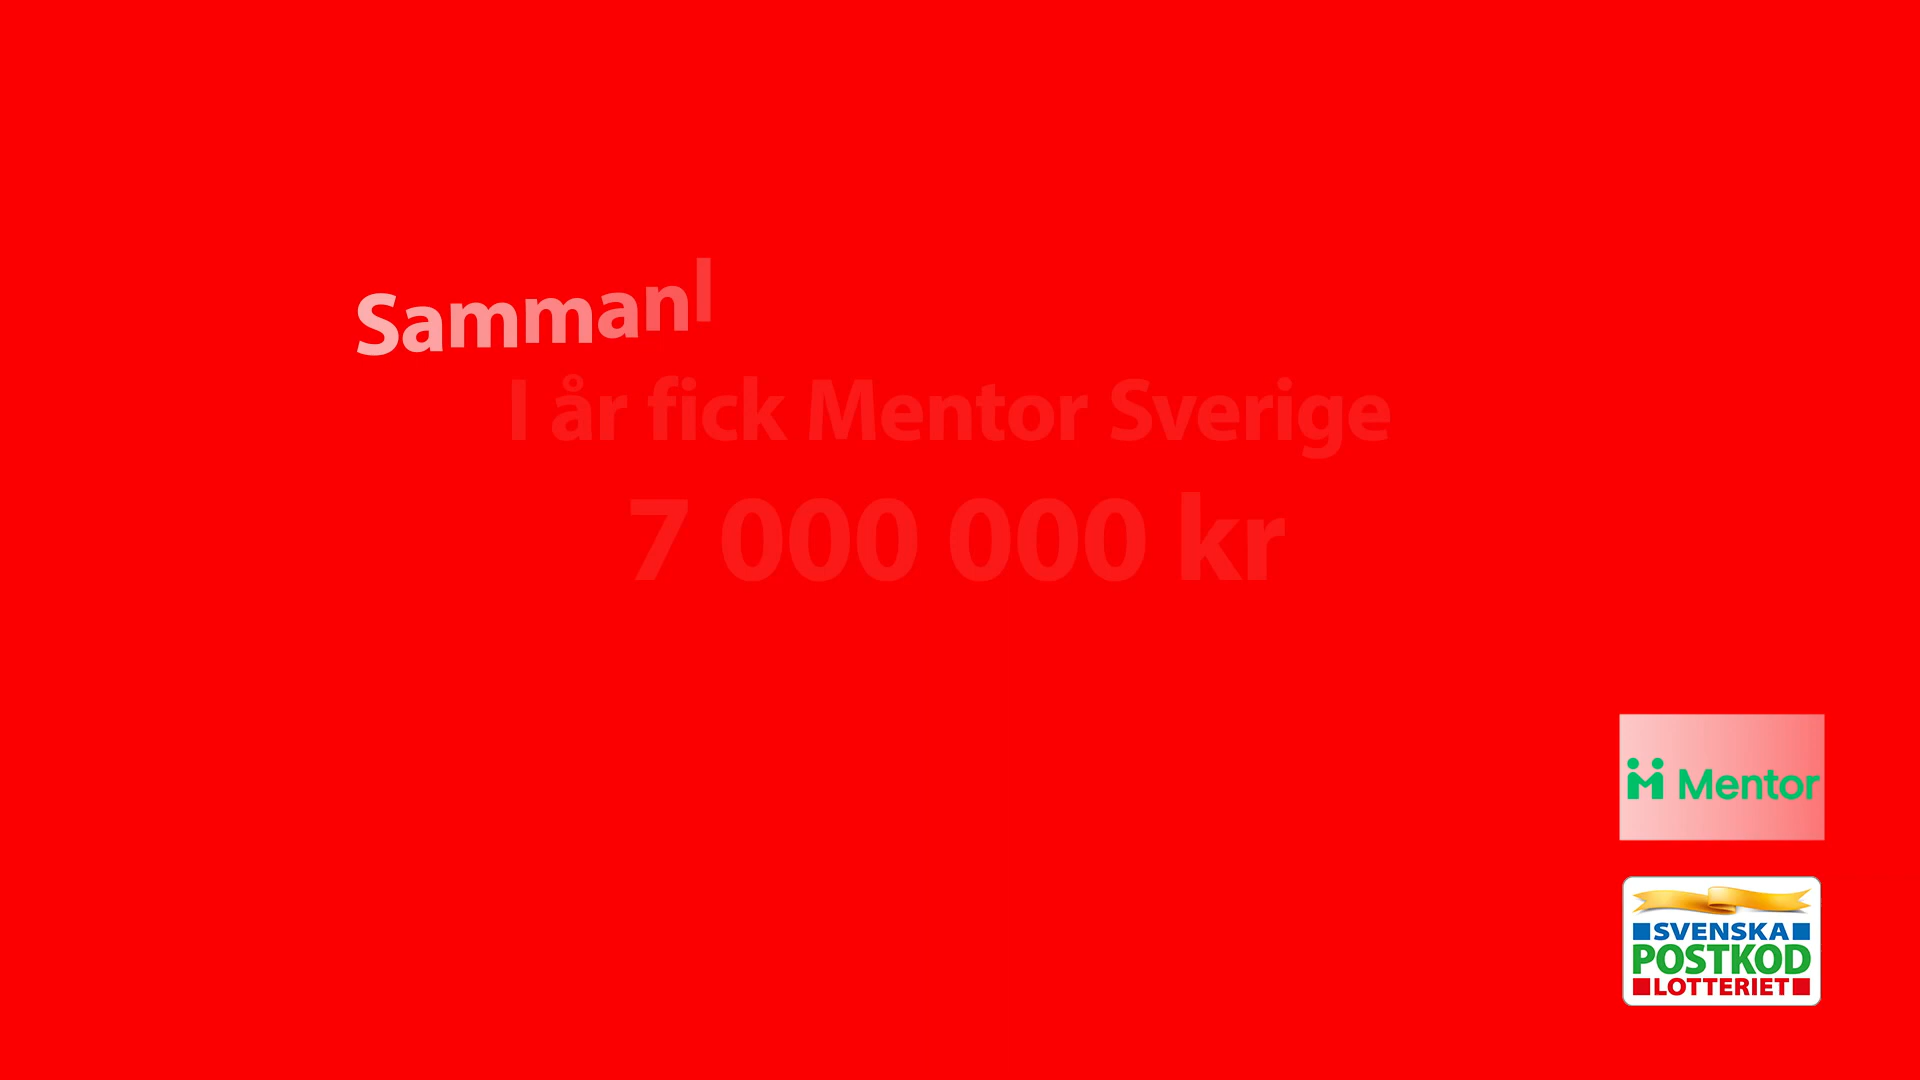 Samman
I år fick Mentor Sverige
7 000 000 kr
Mentor
SVENSKA
POSTKOD
LOTTERIET